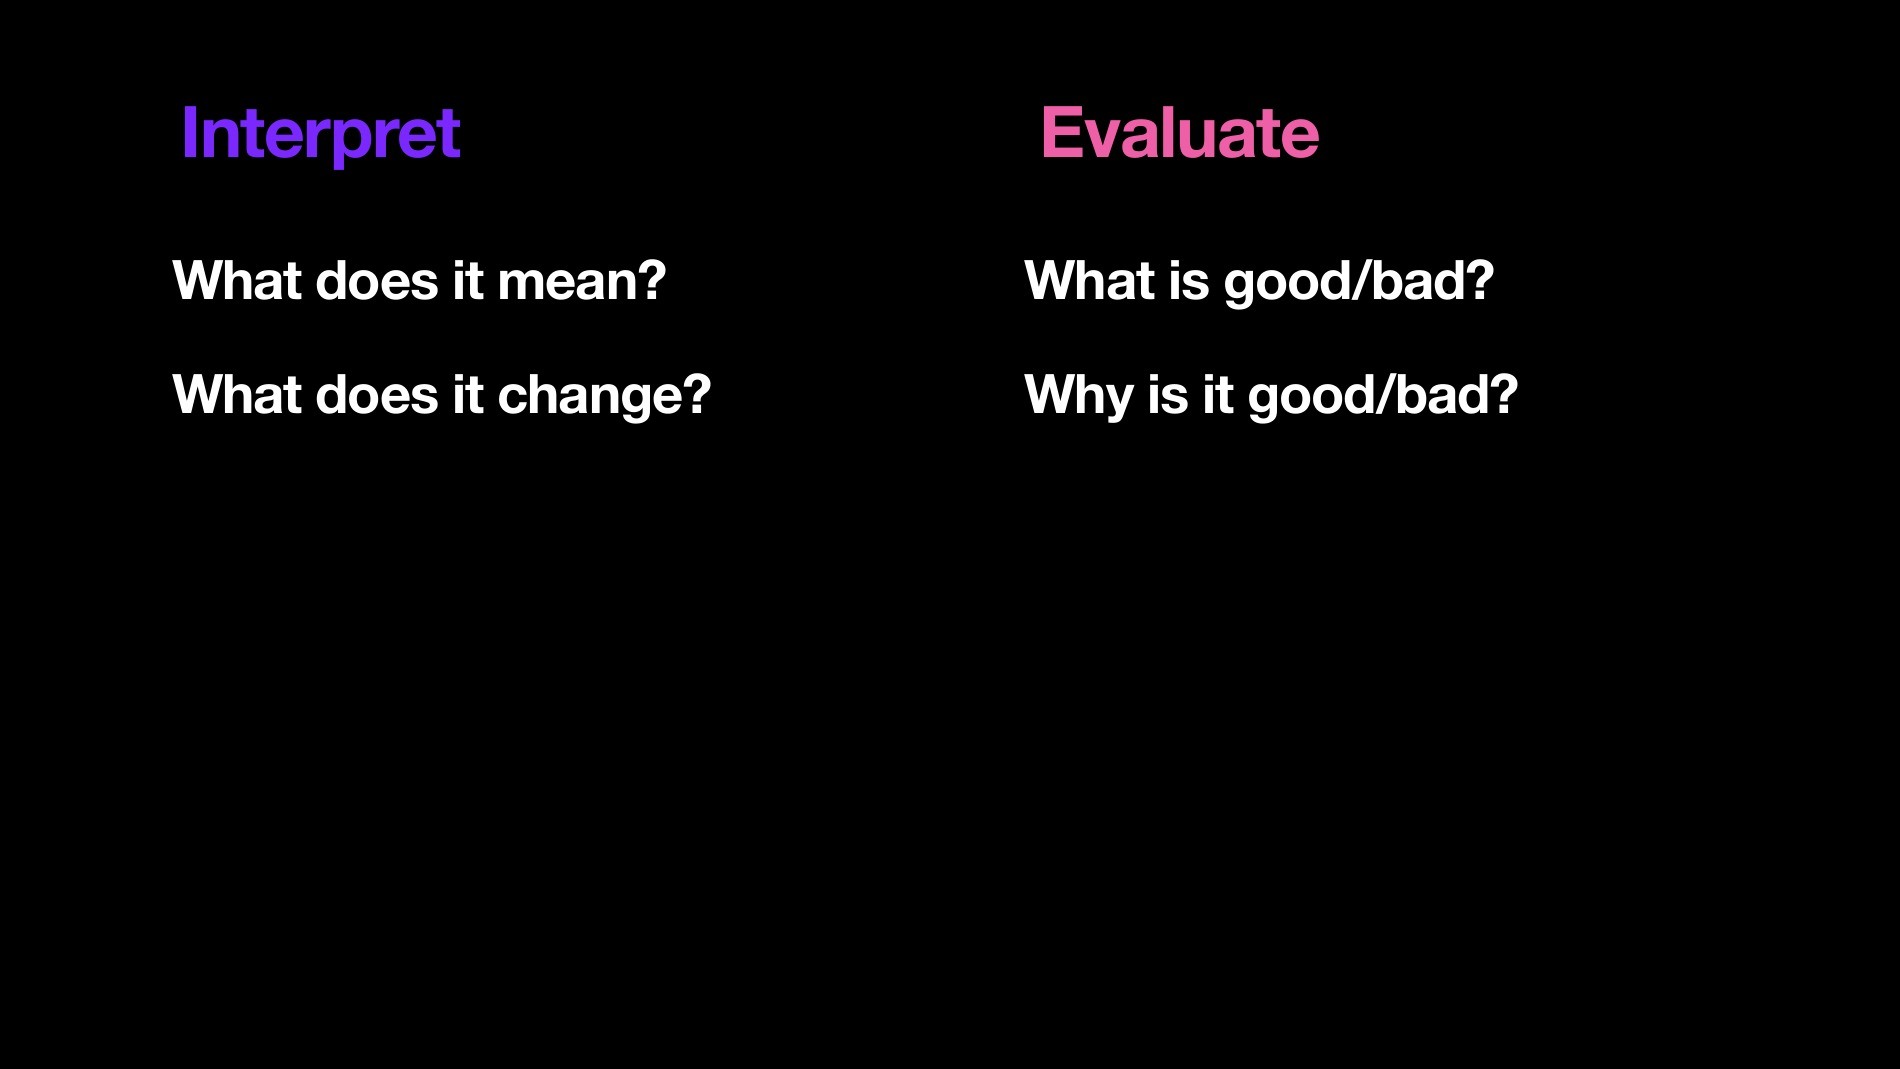 Interpret
What does it mean?
What does it change?
Evaluate
What is good/bad?
Why is it good/bad?